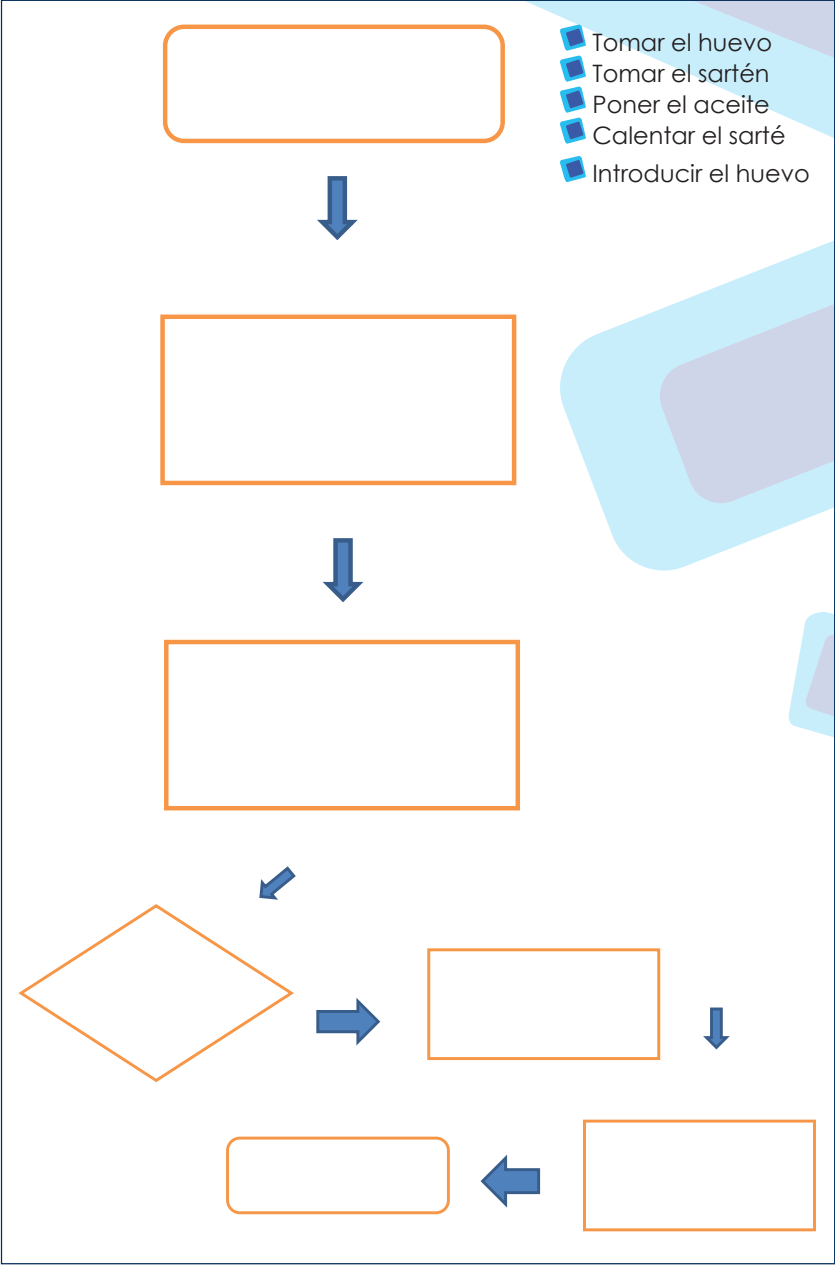 Tomar el huevo
Tomar el sartén
Poner el aceite
Calentar el sarté
Introducir el huevo